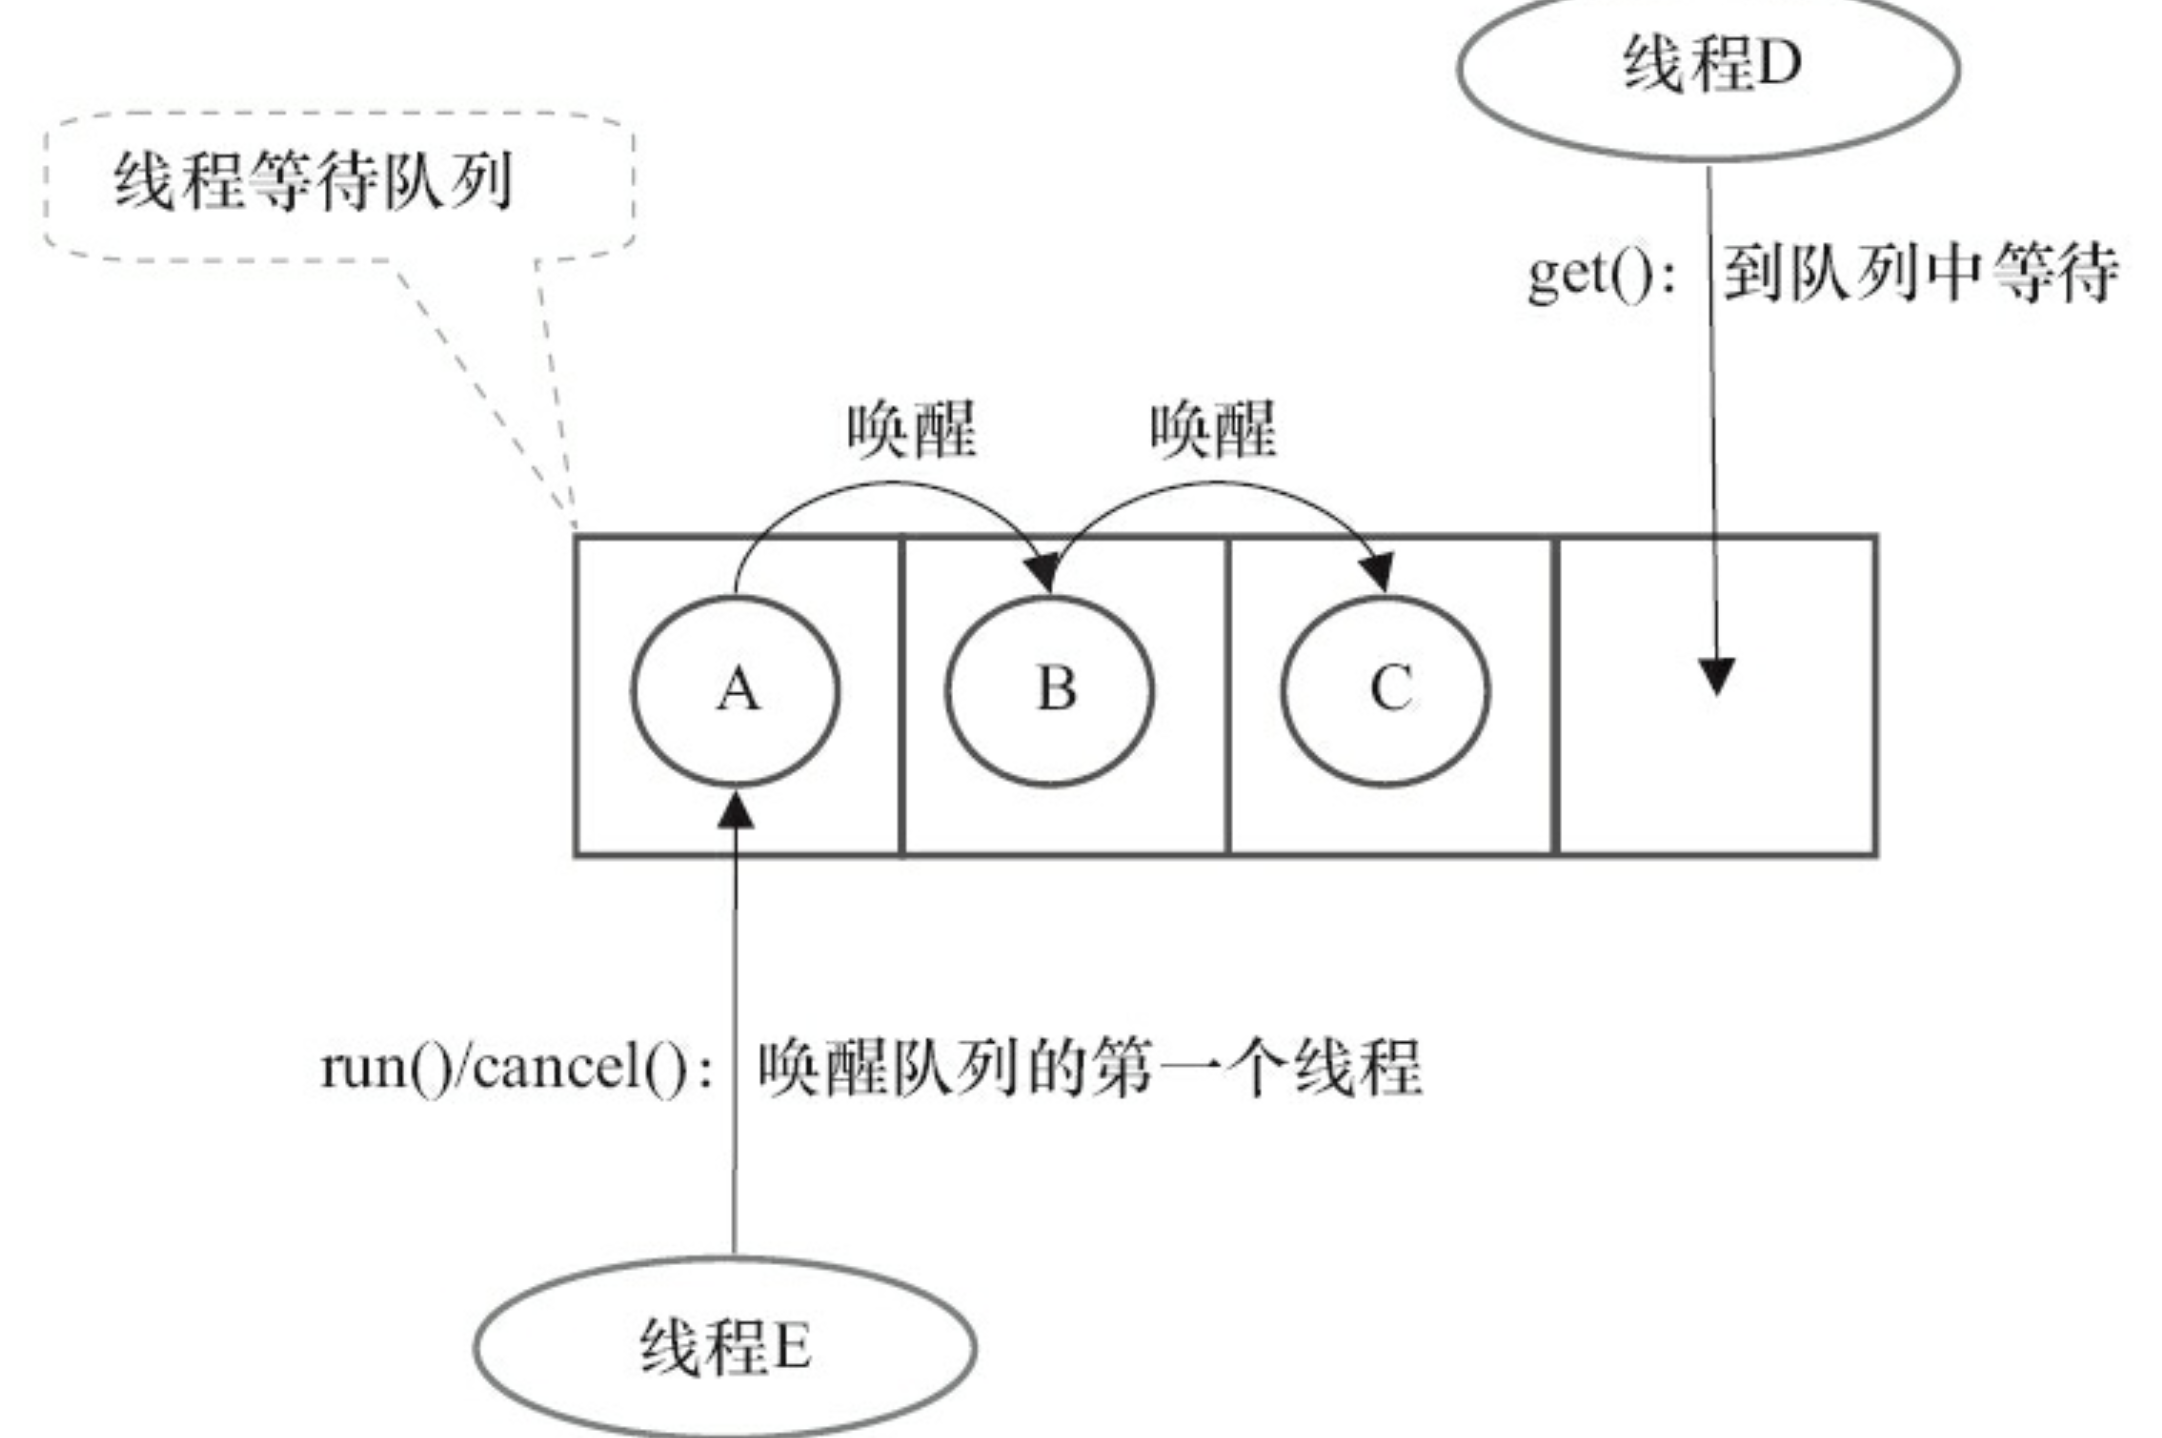 线程D
线程等待队列
get()：到队列中等待
唤醒 唤醒
A B C
run()/cancel()：唤醒队列的第一个线程
线程E